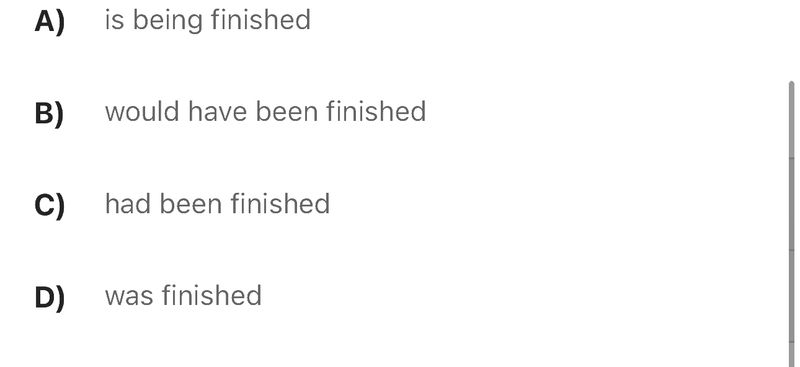 A) is being finished
B) would have been finished
C) had been finished
D) was finished